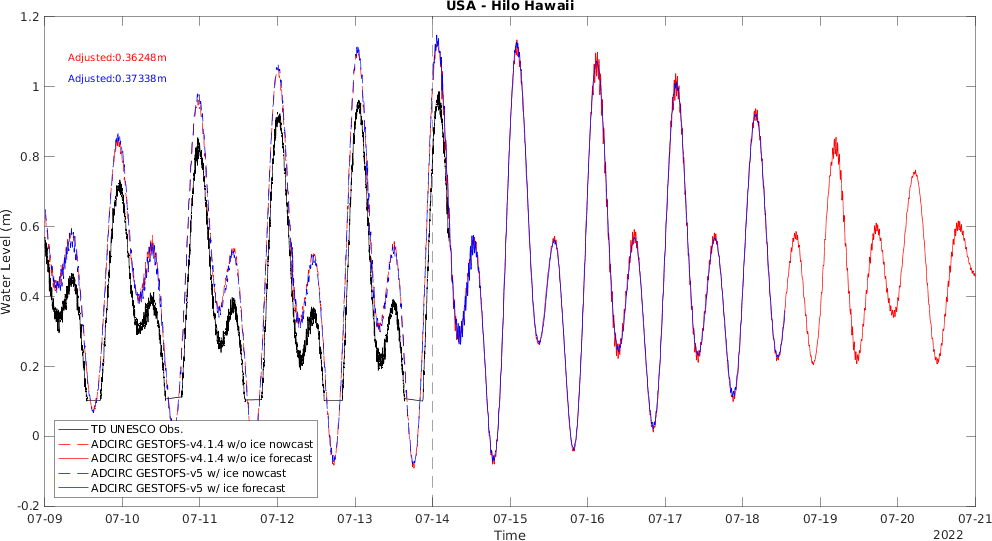 USA - Hilo Hawaii
1.2
1
0.8
0.6
0.4
0.2
0
-0.2
Water Level (m)
Adjusted:0.36248m
Adjusted:0.37338m
TD UNESCO Obs.
ADCIRC GESTOFS-v4.1.4 w/o ice nowcast
ADCIRC GESTOFS-v4.1.4 w/o ice forecast
ADCIRC GESTOFS-v5 w/ ice nowcast
ADCIRC GESTOFS-v5 w/ ice forecast
07-09 07-10 07-11 07-12 07-13 07-14 07-15 07-16 07-17 07-18 07-19 07-20 07-21
Time
2022